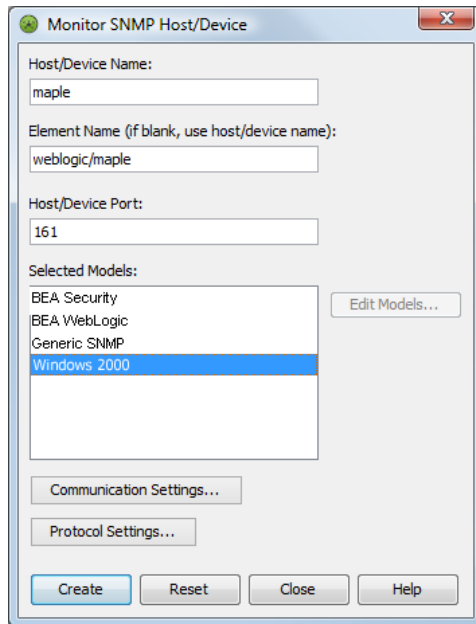 Monitor SNMP Host/Device
Host/Device Name:
maple
Element Name (if blank, use host/device name):
weblogic/maple
Host/Device Port:
161
Selected Models:
BEA Security
BEA WebLogic
Generic SNMP
Windows 2000
Edit Models...
Communication Settings...
Protocol Settings...
Create Reset Close Help